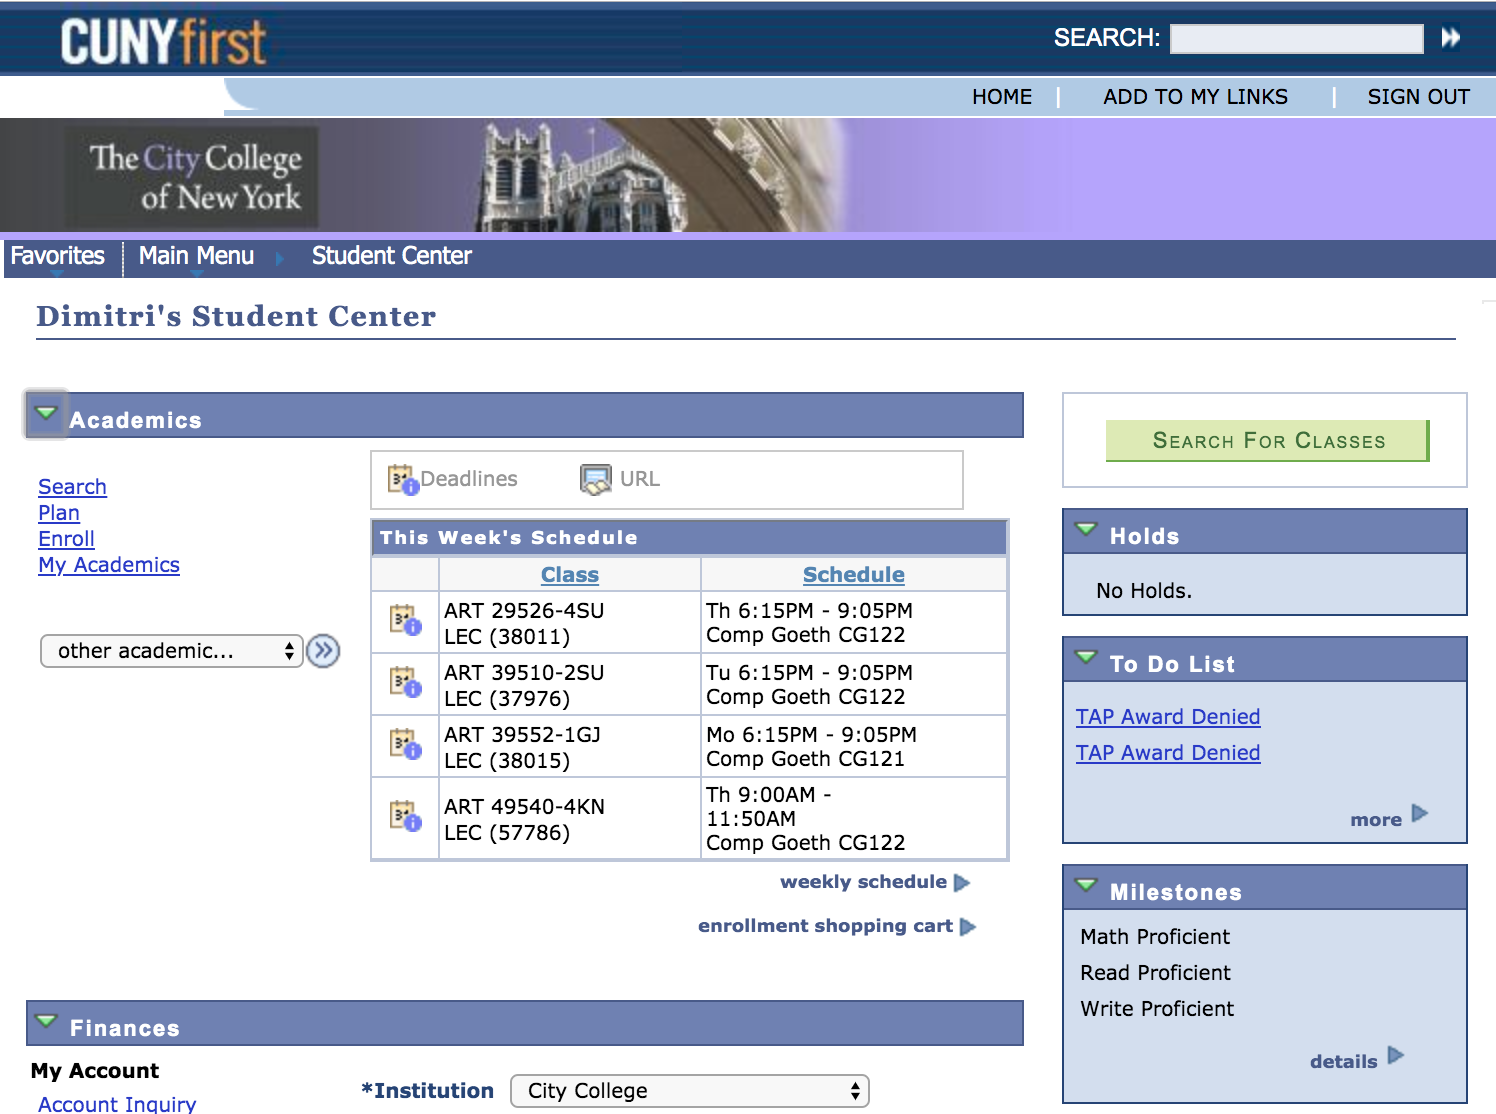 CUNYfirst
SEARCH:
HOME | ADD TO MY LINKS | SIGN OUT
The City College
of New York
Favorites Main Menu Student Center
Dimitri's Student Center
Academics
Search
Plan
Enroll
My Academics
other academic...
Deadlines URL
This Week's Schedule
Class Schedule
ART 29526-4SU
LEC (38011)
Th 6:15PM - 9:05PM
Comp Goeth CG122
ART 39510-2SU
LEC (37976)
Tu 6:15PM - 9:05PM
Comp Goeth CG122
ART 39552-1GJ
LEC (38015)
Mo 6:15PM - 9:05PM
Comp Goeth CG121
ART 49540-4KN
LEC (57786)
Th 9:00AM -
11:50AM
Comp Goeth CG122
weekly schedule
enrollment shopping cart
Finances
My Account
Account Inquiry
*Institution City College
SEARCH FOR CLASSES
Holds
No Holds.
To Do List
TAP Award Denied
TAP Award Denied
more
Milestones
Math Proficient
Read Proficient
Write Proficient
details